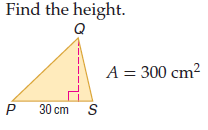 Find the height.
Q
A = 300 cm²
P 30 cm S